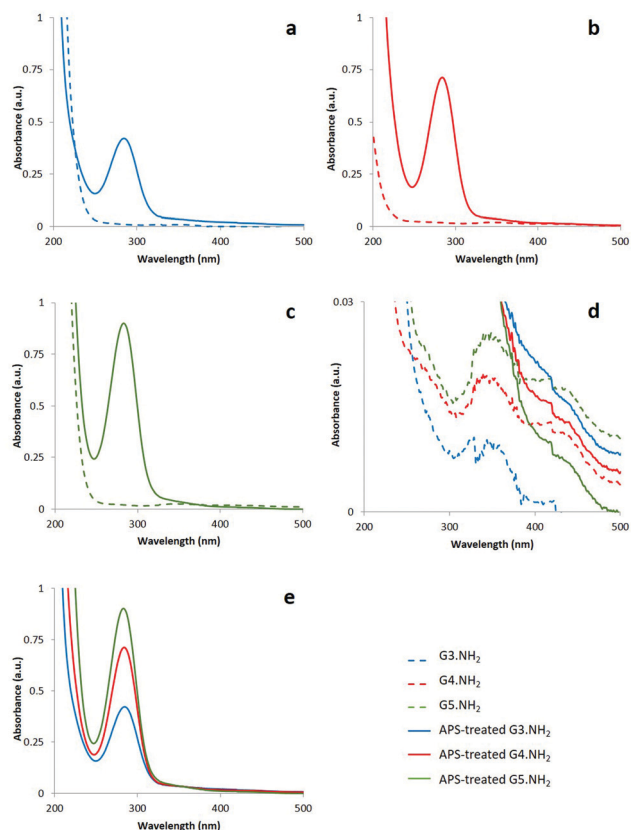 a
1
0.75
0.5
0.25
0
Absorbance (a.u.)
200
300
400
500
Wavelength (nm)
b
1
0.75
0.5
0.25
0
Absorbance (a.u.)
200
300
400
500
Wavelength (nm)
c
1
0.75
0.5
0.25
0
Absorbance (a.u.)
200
300
400
500
Wavelength (nm)
d
0.03
0
Absorbance (a.u.)
200
300
400
500
Wavelength (nm)
e
1
0.75
0.5
0.25
0
Absorbance (a.u.)
200
300
400
500
Wavelength (nm)
G3.NH₂
G4.NH₂
G5.NH₂
APS-treated G3.NH₂
APS-treated G4.NH₂
APS-treated G5.NH₂